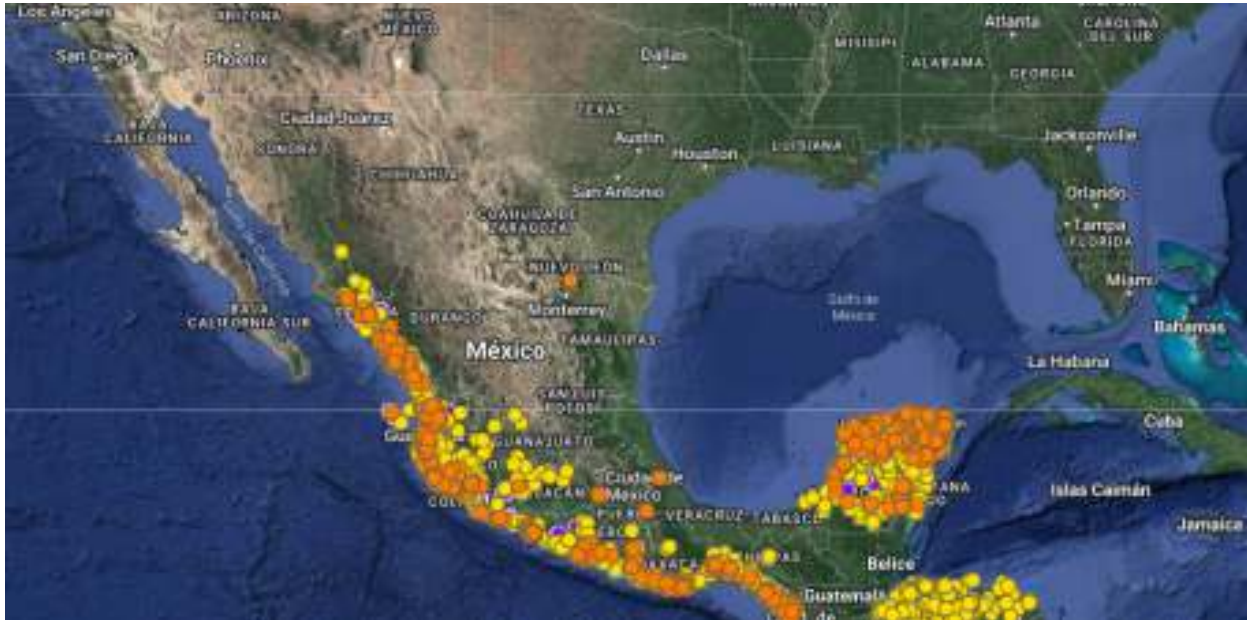 Los Ángeles
ARIZONA
NUEVO
MÉXICO
Atlanta
CAROLINA
DEL SUR
San Diego
Phoenix
Dallas
MISISIPI
ALABAMA
GEORGIA
TEXAS
BAJA
CALIFORNIA
Ciudad Juárez
SONORA
Austin
Houston
LUISIANA
Jacksonville
CHIHUAHUA
San Antonio
Orlando
COAHUILA DE
ZARAGOZA
Tampa
FLORIDA
NUEVO LEÓN
Miami
Monterrey
Golfo de
México
BAJA
CALIFORNIA SUR
DURANGO
Bahamas
TAMAULIPAS
México
La Habana
SAN LUIS
POTOSÍ
Cuba
GUANAJUATO
Ciudad de
México
Islas Caimán
VERACRUZ
TABASCO
Jamaica
OAXACA
Belice
Guatemala